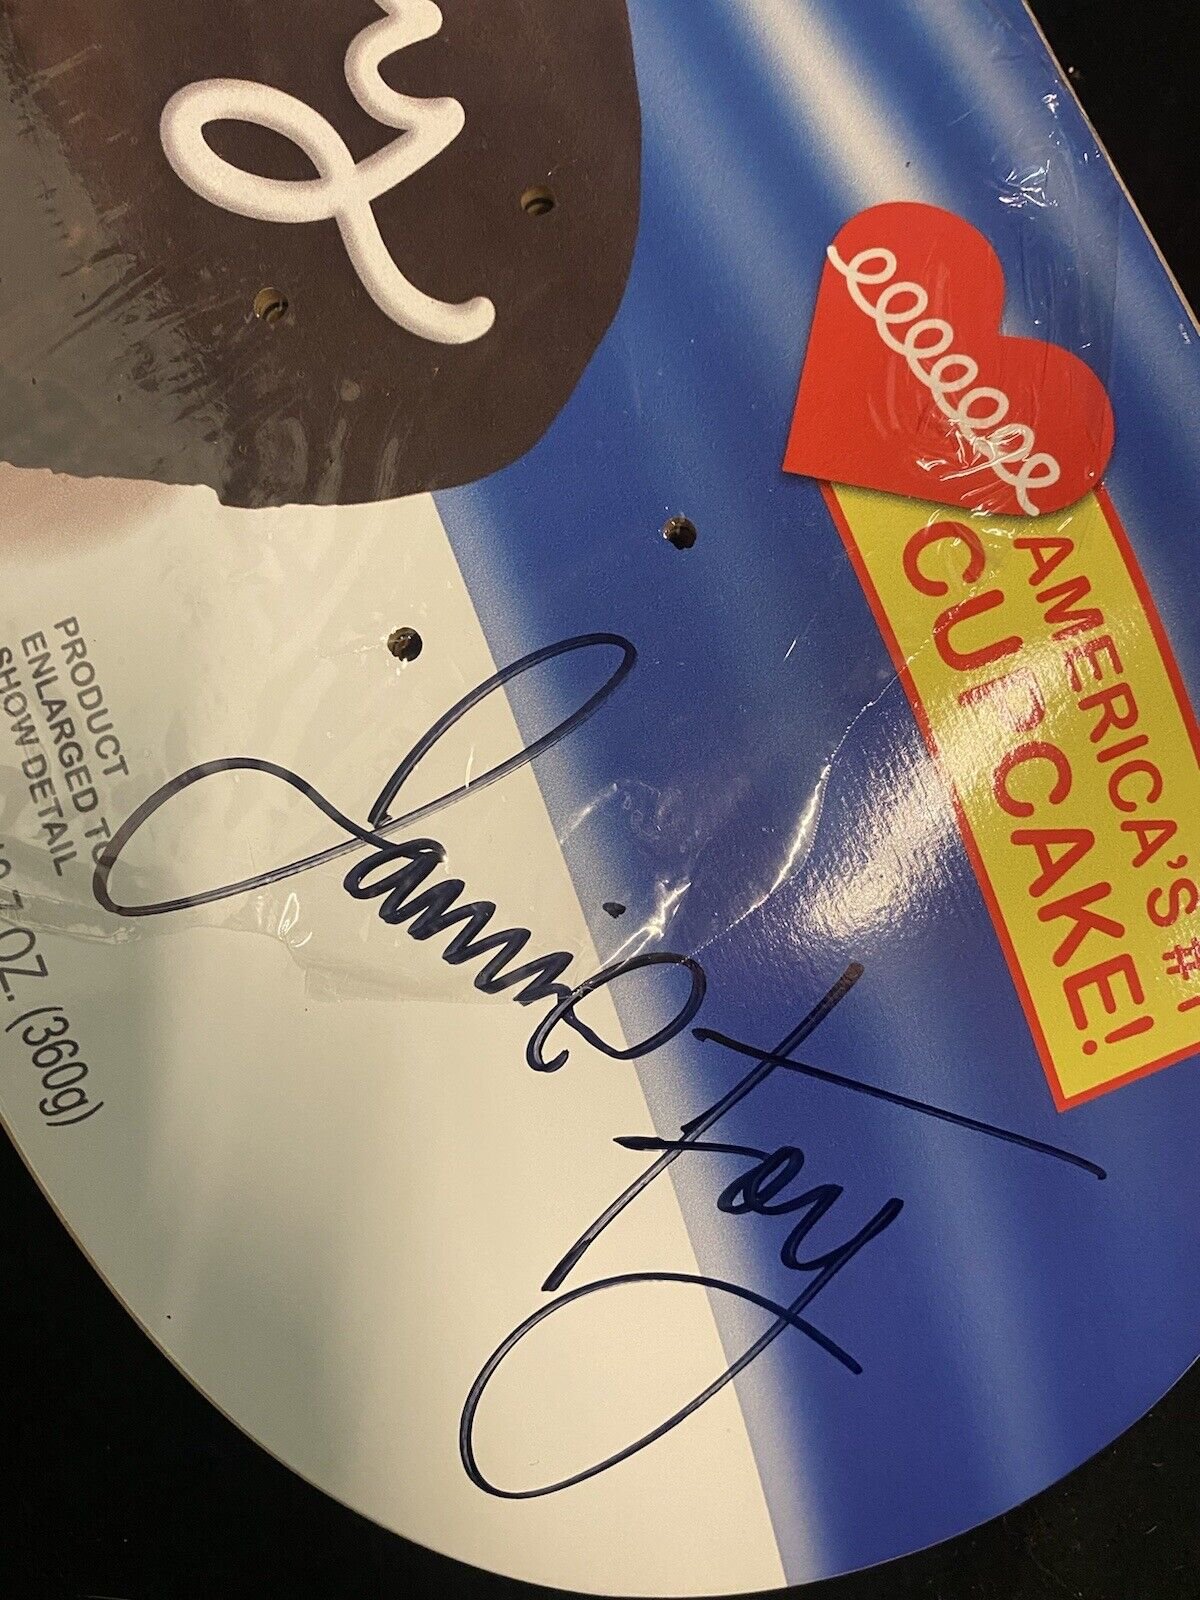 AMERICA'S #1
CUPCAKE!
PRODUCT
ENLARGED TO
SHOW DETAIL
OZ. (360g)
Jamie Foy